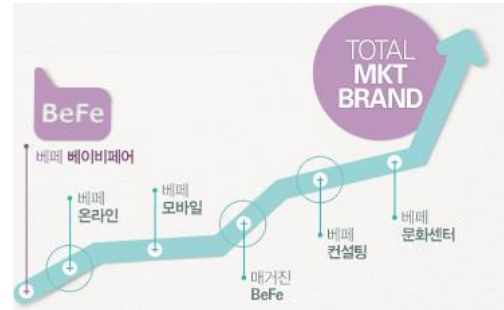 TOTAL
MKT
BRAND
BeFe
베페 베이비페어
베페
온라인
베페
모바일
매거진
BeFe
베페
컨설팅
베페
문화센터